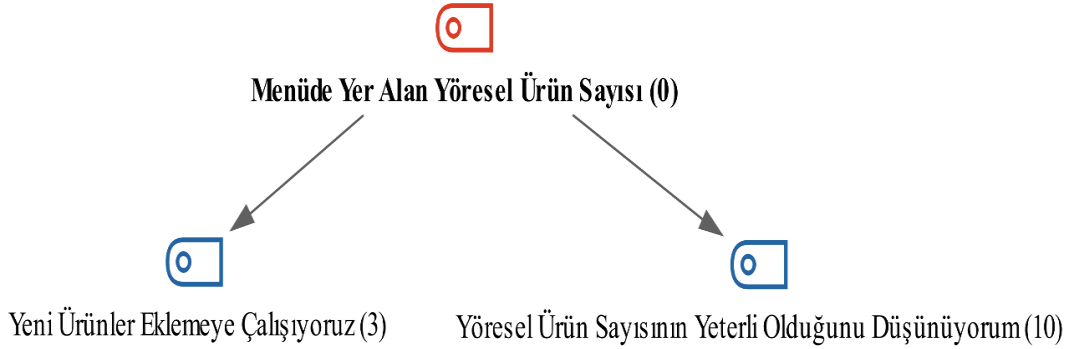 Menüde Yer Alan Yöresel Ürün Sayısı (0)
Yeni Ürünler Eklemeye Çalışıyoruz (3)
Yöresel Ürün Sayısının Yeterli Olduğunu Düşünüyorum (10)